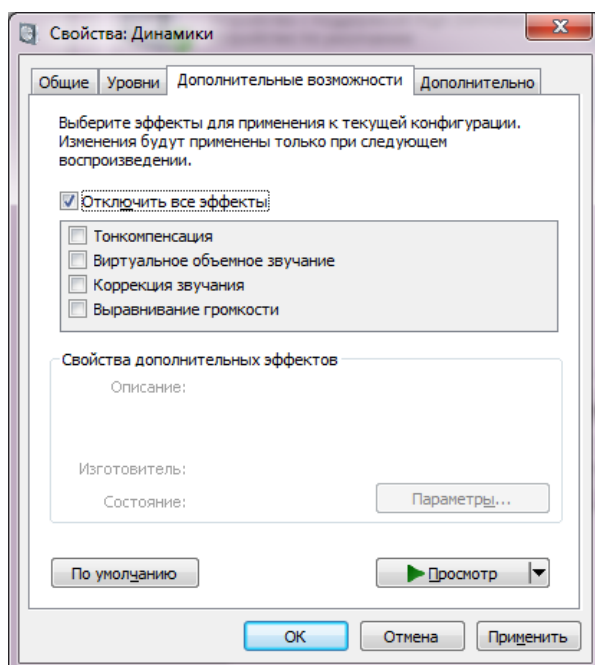 Свойства: Динамики
Общие Уровни Дополнительные возможности Дополнительно
Выберите эффекты для применения к текущей конфигурации.
Изменения будут применены только при следующем
воспроизведении.
Отключить все эффекты
Тонкомпенсация
Виртуальное объемное звучание
Коррекция звучания
Выравнивание громкости
Свойства дополнительных эффектов
Описание:
Изготовитель:
Состояние:
Параметры...
По умолчанию
Просмотр
ОК Отмена Применить